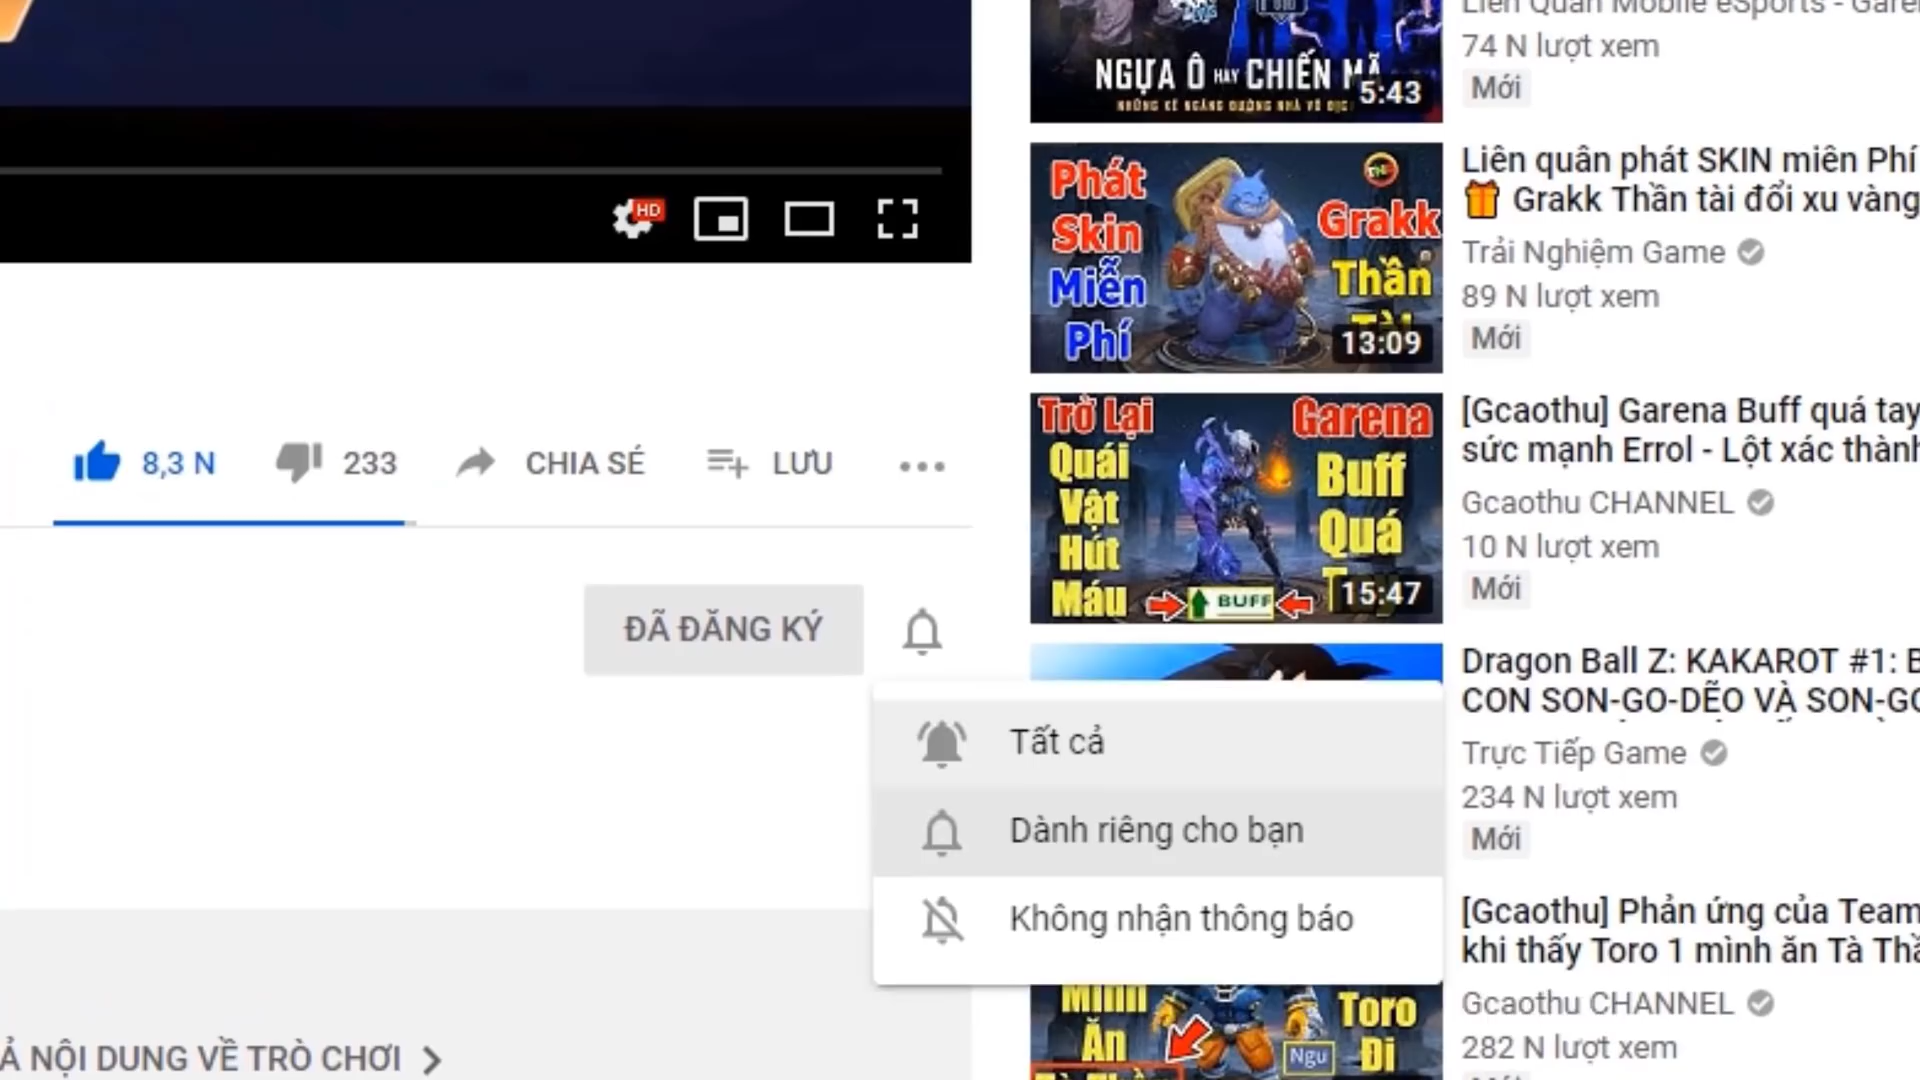 HD
8,3 N
233
CHIA SẺ
LƯU
ĐÃ ĐĂNG KÝ
Tất cả
Dành riêng cho bạn
Không nhận thông báo
NỘI DUNG VỀ TRÒ CHƠI
NGỰA Ô HAY CHIẾN MÃ
5:43
Liên Quân Mobile eSports -
74 N lượt xem
Mới
Phát
Skin
Miễn
Phí
Grakk
Thần
Tài
13:09
Liên quân phát SKIN miên Phí
Grakk Thần tài đổi xu vàng
Trải Nghiệm Game
89 N lượt xem
Mới
Trở Lại
Quái
Vật
Hút
Máu
Garena
Buff
Quá
BUFF
15:47
[Gcaothu] Garena Buff quá tay
sức mạnh Errol - Lột xác thành
Gcaothu CHANNEL
10 N lượt xem
Mới
Dragon Ball Z: KAKAROT #1: B
CON SON-GO-DẼO VÀ SON-GO
Trực Tiếp Game
234 N lượt xem
Mới
Mình
Ăn
Toro
Đi
Ngu
[Gcaothu] Phản ứng của Team
khi thấy Toro 1 mình ăn Tà Thầ
Gcaothu CHANNEL
282 N lượt xem